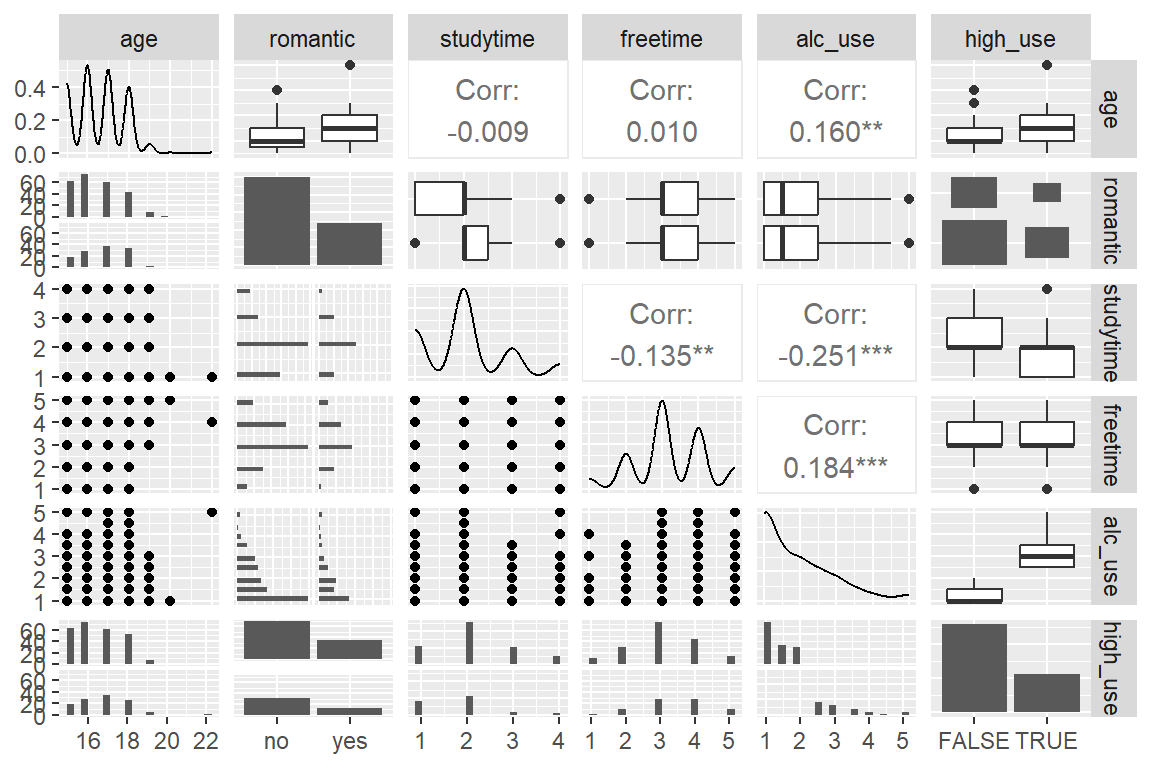 age romantic studytime freetime alc_use high_use
0.4
0.2
0.0
Corr:
-0.009
Corr:
0.010
Corr:
0.160**
age
60
40
20
0
60
40
20
0
romantic
4
3
2
1
Corr:
-0.135**
Corr:
-0.251***
studytime
5
4
3
2
1
Corr:
0.184***
freetime
5
4
3
2
1
alc_use
60
40
20
0
60
40
20
0
high_use
16 18 20 22 no yes 1 2 3 4 1 2 3 4 5 1 2 3 4 5 FALSE TRUE